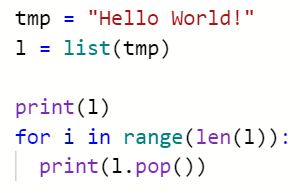 tmp = "Hello World!"
l = list(tmp)

print(l)
for i in range(len(l)):
  print(l.pop())